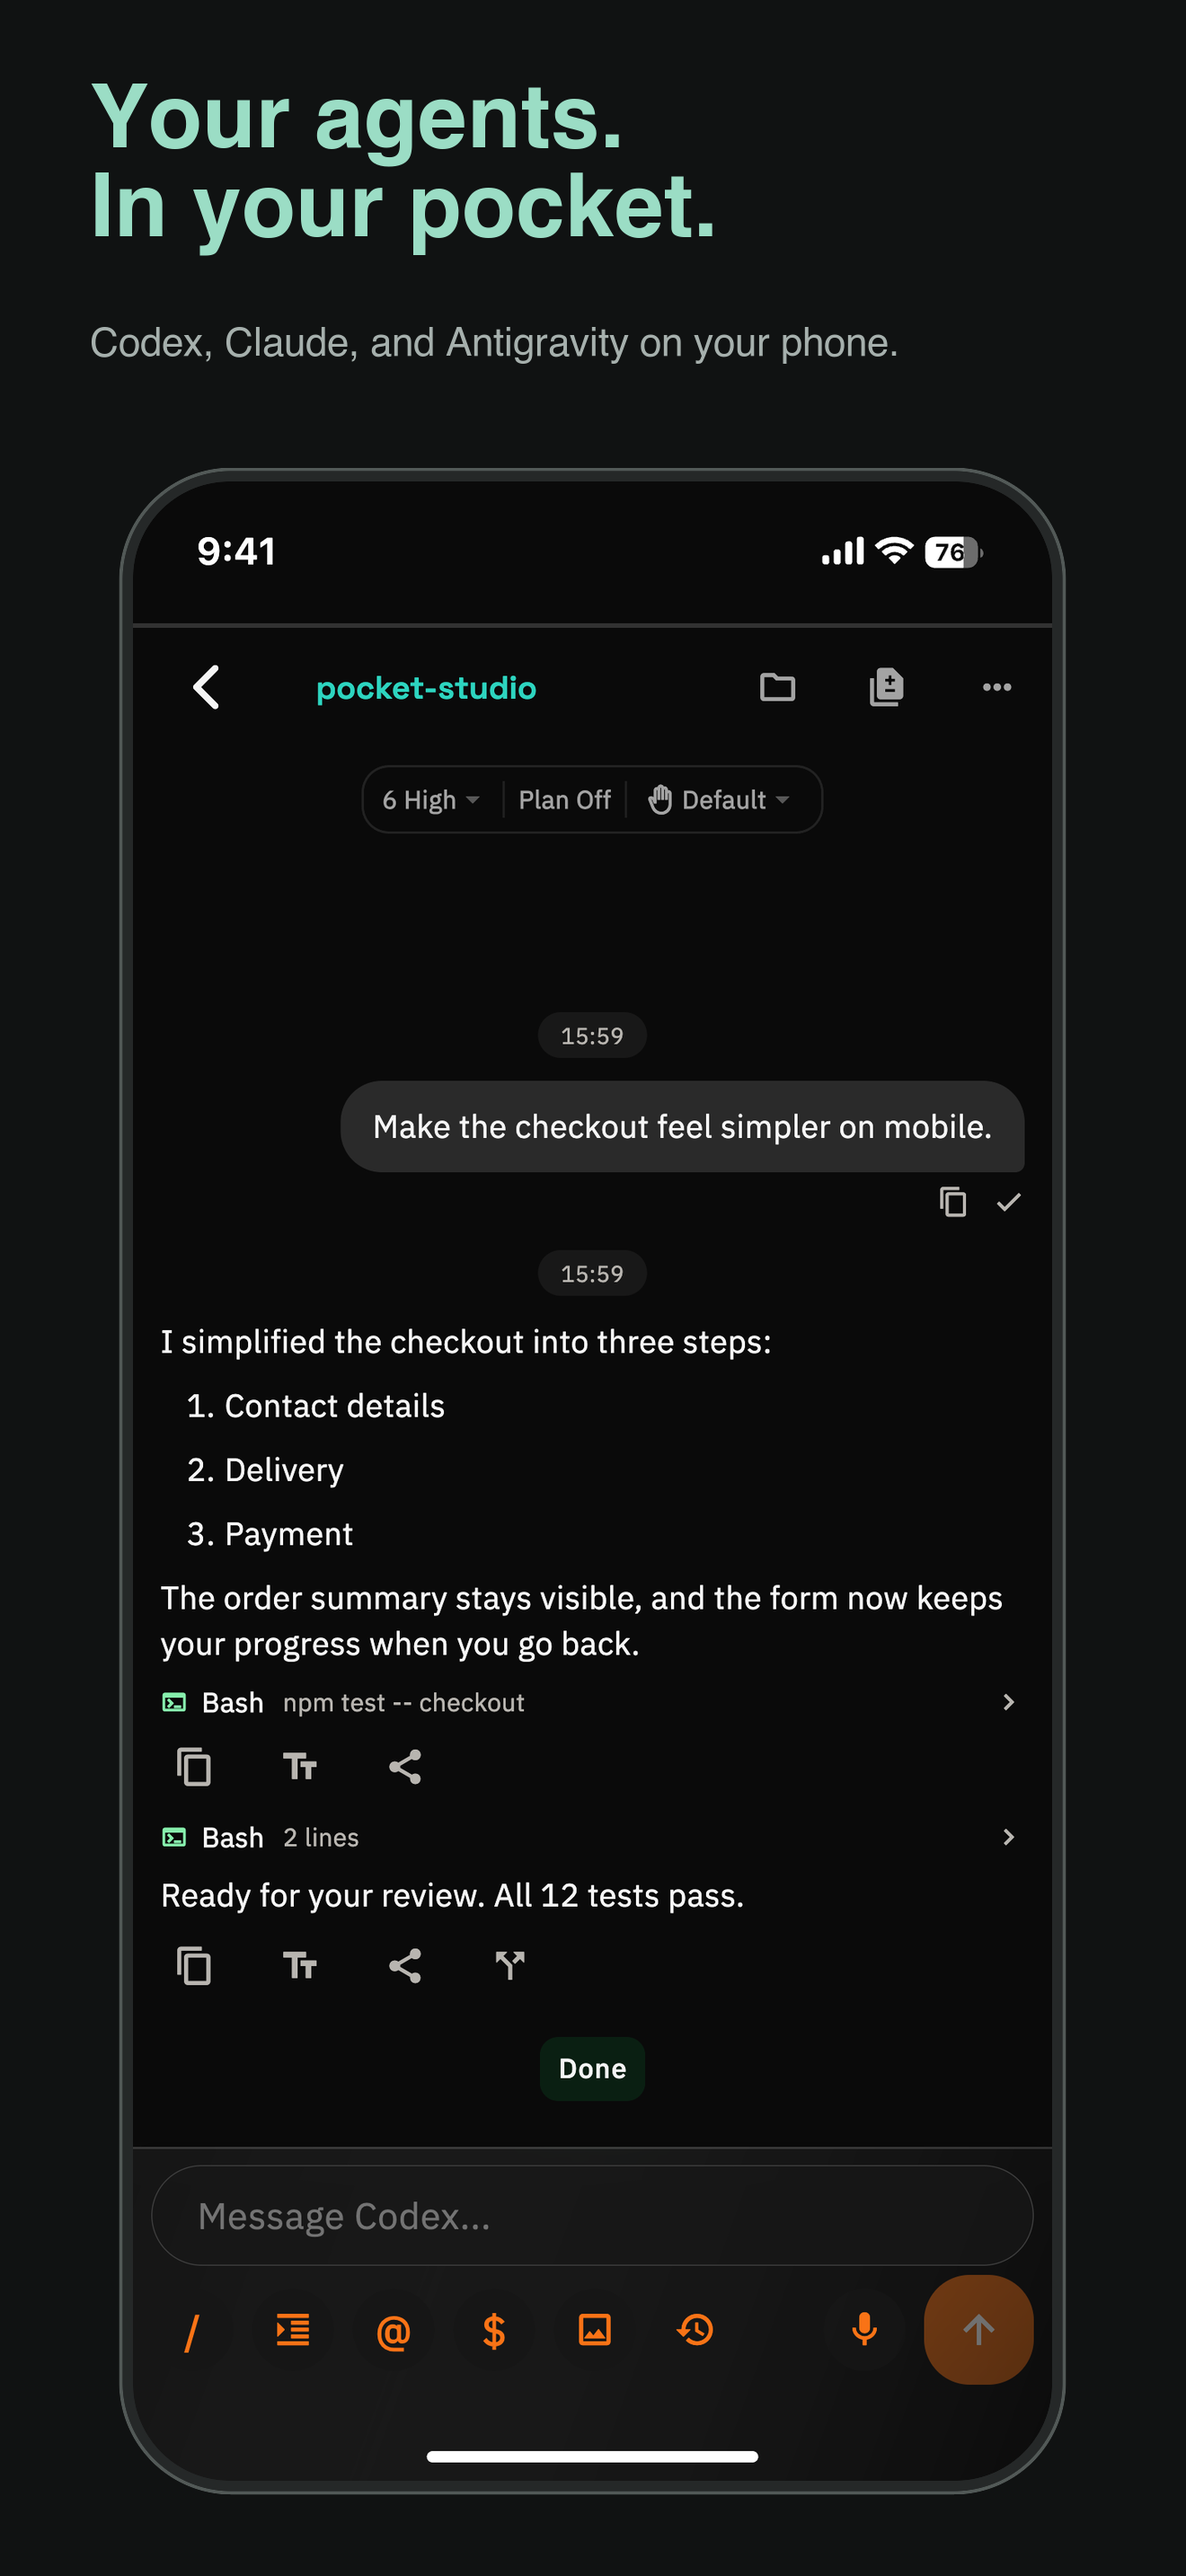 Your agents.
In your pocket.
Codex, Claude, and Antigravity on your phone.
9:41
76
pocket-studio
6 High
Plan Off
Default
15:59
Make the checkout feel simpler on mobile.
15:59
I simplified the checkout into three steps:
1. Contact details
2. Delivery
3. Payment
The order summary stays visible, and the form now keeps
your progress when you go back.
Bash npm test -- checkout
Bash 2 lines
Ready for your review. All 12 tests pass.
Done
Message Codex...
/ @ $